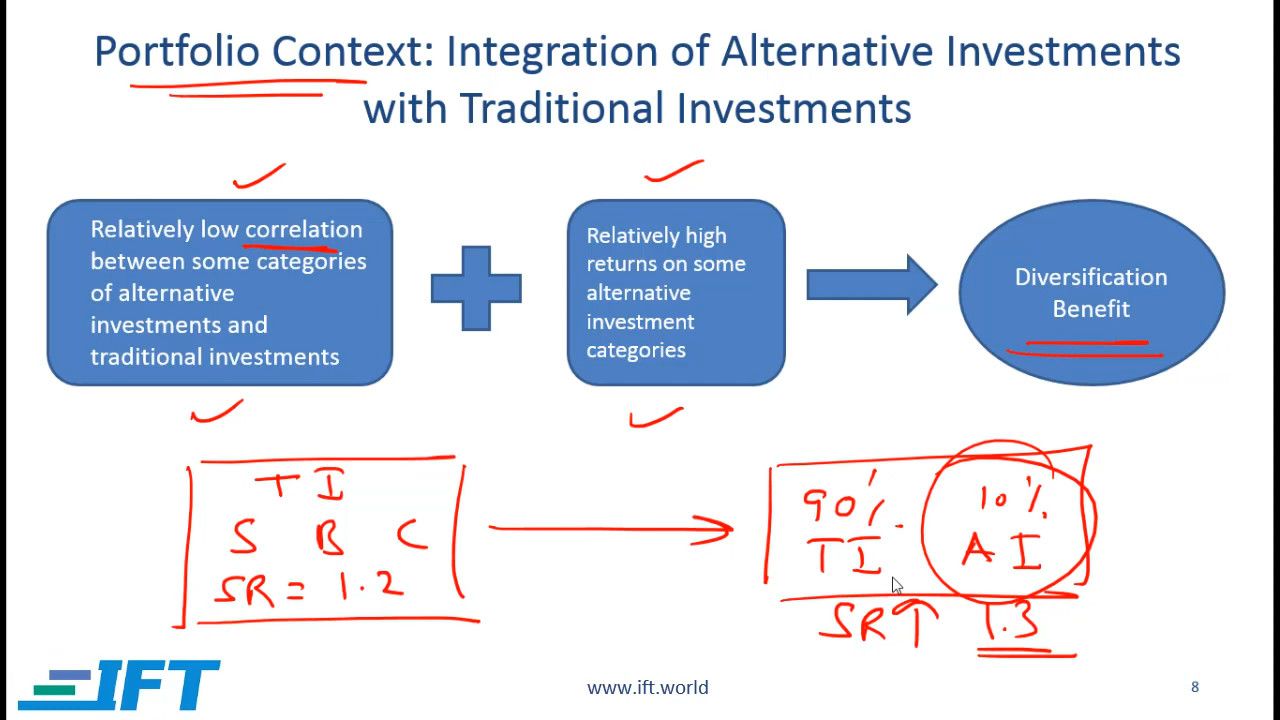 Portfolio Context: Integration of Alternative Investments
with Traditional Investments
Relatively low correlation
between some categories
of alternative
investments and
traditional investments
Relatively high
returns on some
alternative
investment
categories
Diversification
Benefit
T I
S B C
SR = 1.2
90%
TI
10%
A I
SR↑ 1.3
IFT
www.ift.world
8